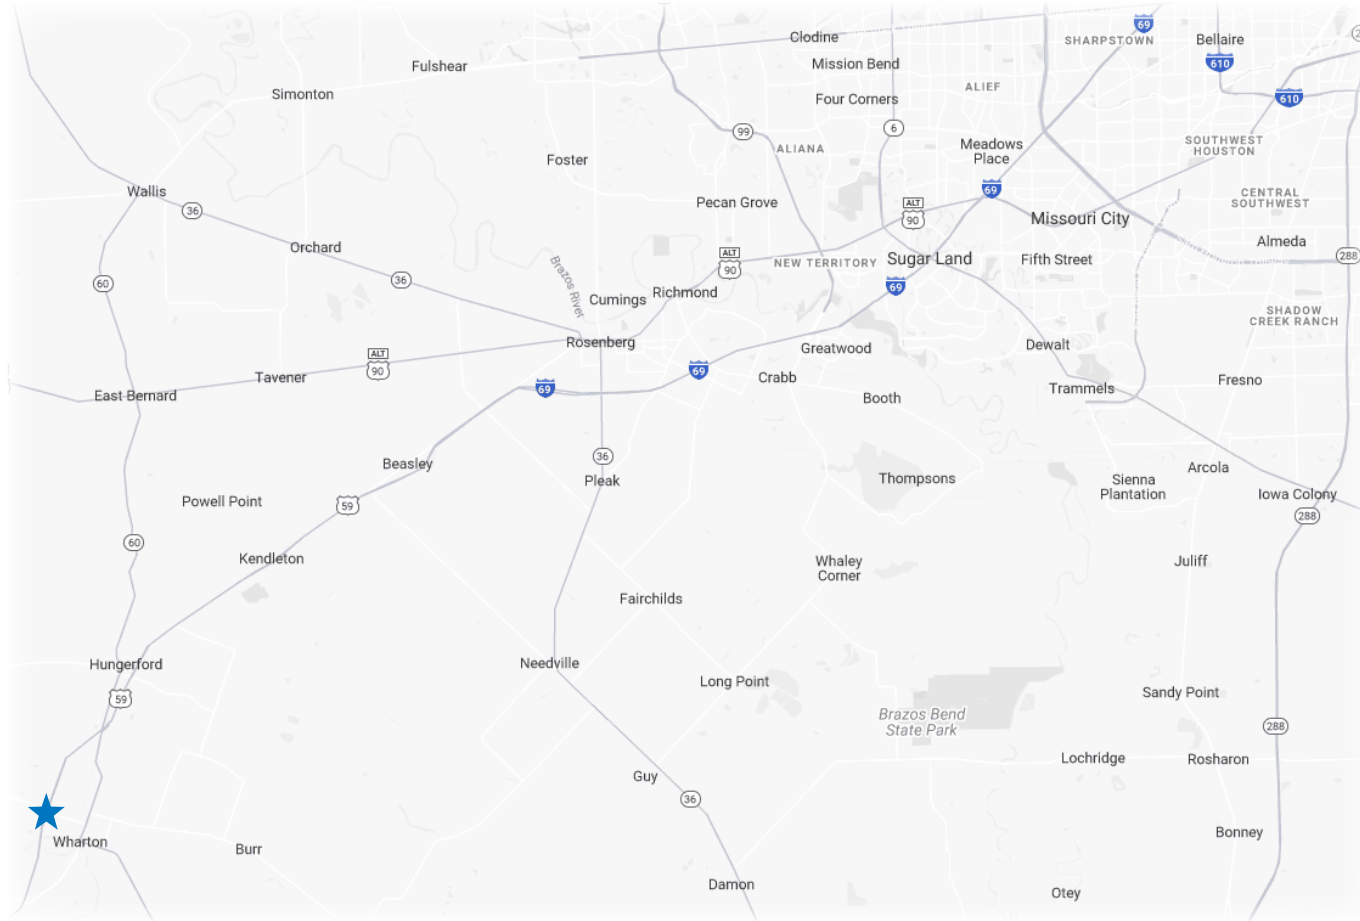 69
Clodine
SHARPSTOWN
Bellaire
Mission Bend
610
Fulshear
Simonton
Four Corners
ALIEF
610
99
6
ALIANA
Meadows
Place
SOUTHWEST
HOUSTON
Foster
Wallis
69
CENTRAL
SOUTHWEST
36
Pecan Grove
ALT
90
Missouri City
Orchard
Almeda
ALT
90
NEW TERRITORY
Sugar Land
Fifth Street
288
60
36
Brazos River
Cumings
Richmond
69
SHADOW
CREEK RANCH
Rosenberg
Greatwood
Dewalt
ALT
90
Tavener
69
69
Crabb
Trammels
Fresno
East Bernard
Booth
Beasley
36
Pleak
Thompsons
Arcola
Sienna
Plantation
Iowa Colony
Powell Point
59
288
60
Kendleton
Whaley
Corner
Juliff
Fairchilds
Hungerford
Needville
Long Point
59
Sandy Point
Brazos Bend
State Park
288
Lochridge
Rosharon
Guy
36
Wharton
Burr
Bonney
Damon
Otey